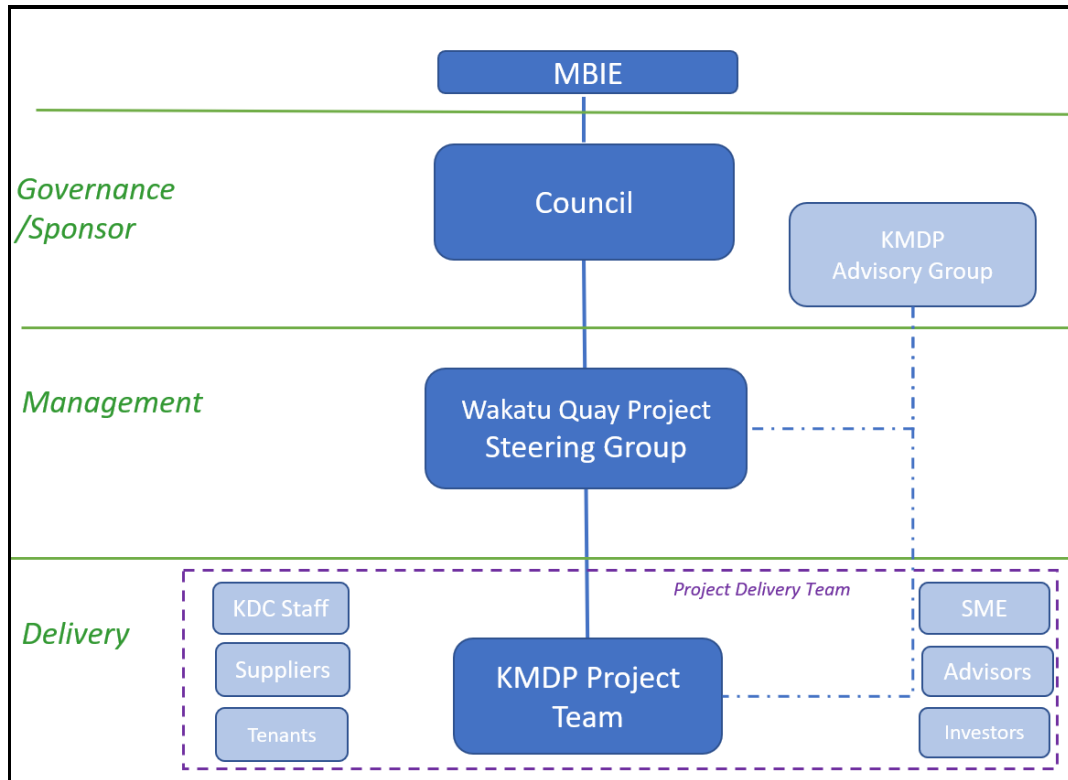 MBIE
Governance
/Sponsor
Council
KMDP
Advisory Group
Management
Wakatu Quay Project
Steering Group
Project Delivery Team
Delivery
KDC Staff
Suppliers
Tenants
KMDP Project
Team
SME
Advisors
Investors